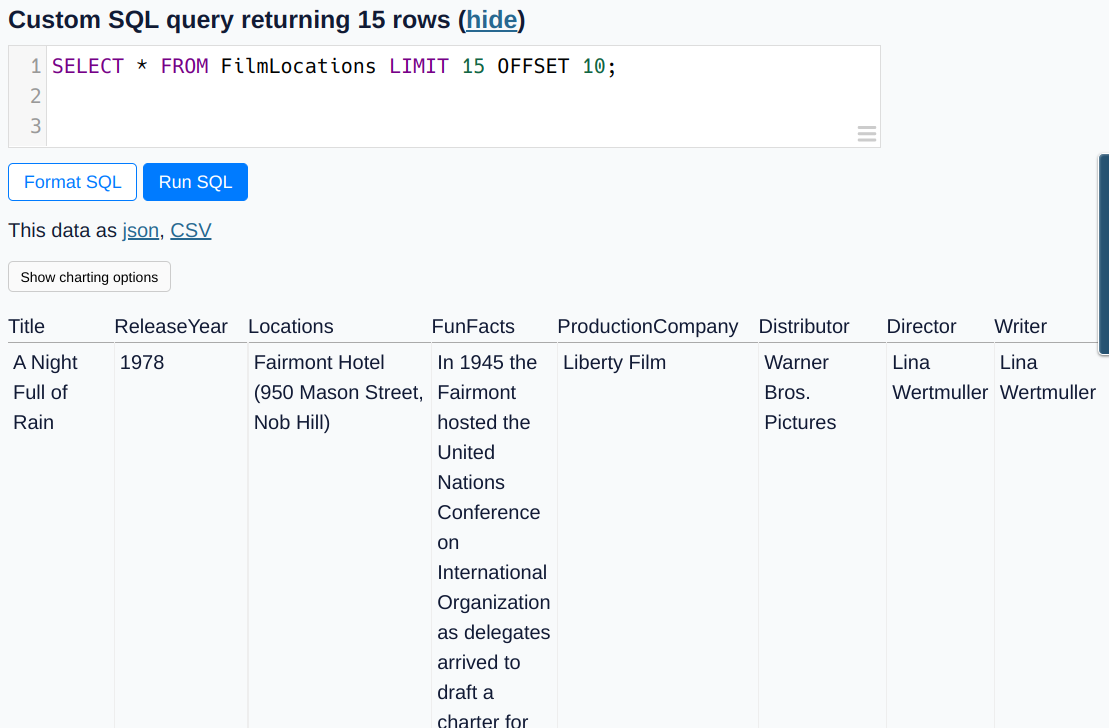 Custom SQL query returning 15 rows (hide)
1 SELECT * FROM FilmLocations LIMIT 15 OFFSET 10;
2
3
Format SQL Run SQL
This data as json, CSV
Show charting options
Title ReleaseYear Locations FunFacts ProductionCompany Distributor Director Writer
A Night 1978 Fairmont Hotel In 1945 the Liberty Film Warner Lina Lina
Full of (950 Mason Street, Fairmont Bros. Wertmuller Wertmuller
Rain Nob Hill) hosted the Pictures
United
Nations
Conference
on
International
Organization
as delegates
arrived to
draft a
charter for